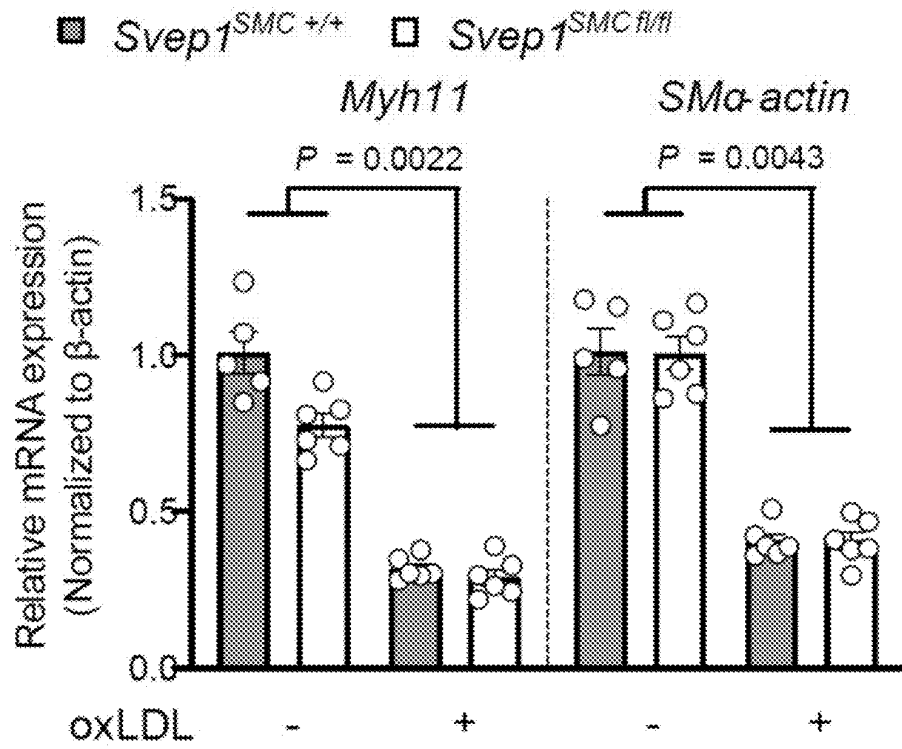 Svep1SMC +/+ Svep1SMC fl/fl
Myh11 SMα-actin
P = 0.0022 P = 0.0043
Relative mRNA expression
(Normalized to β-actin)
1.5
1.0
0.5
0.0
oxLDL - + - +